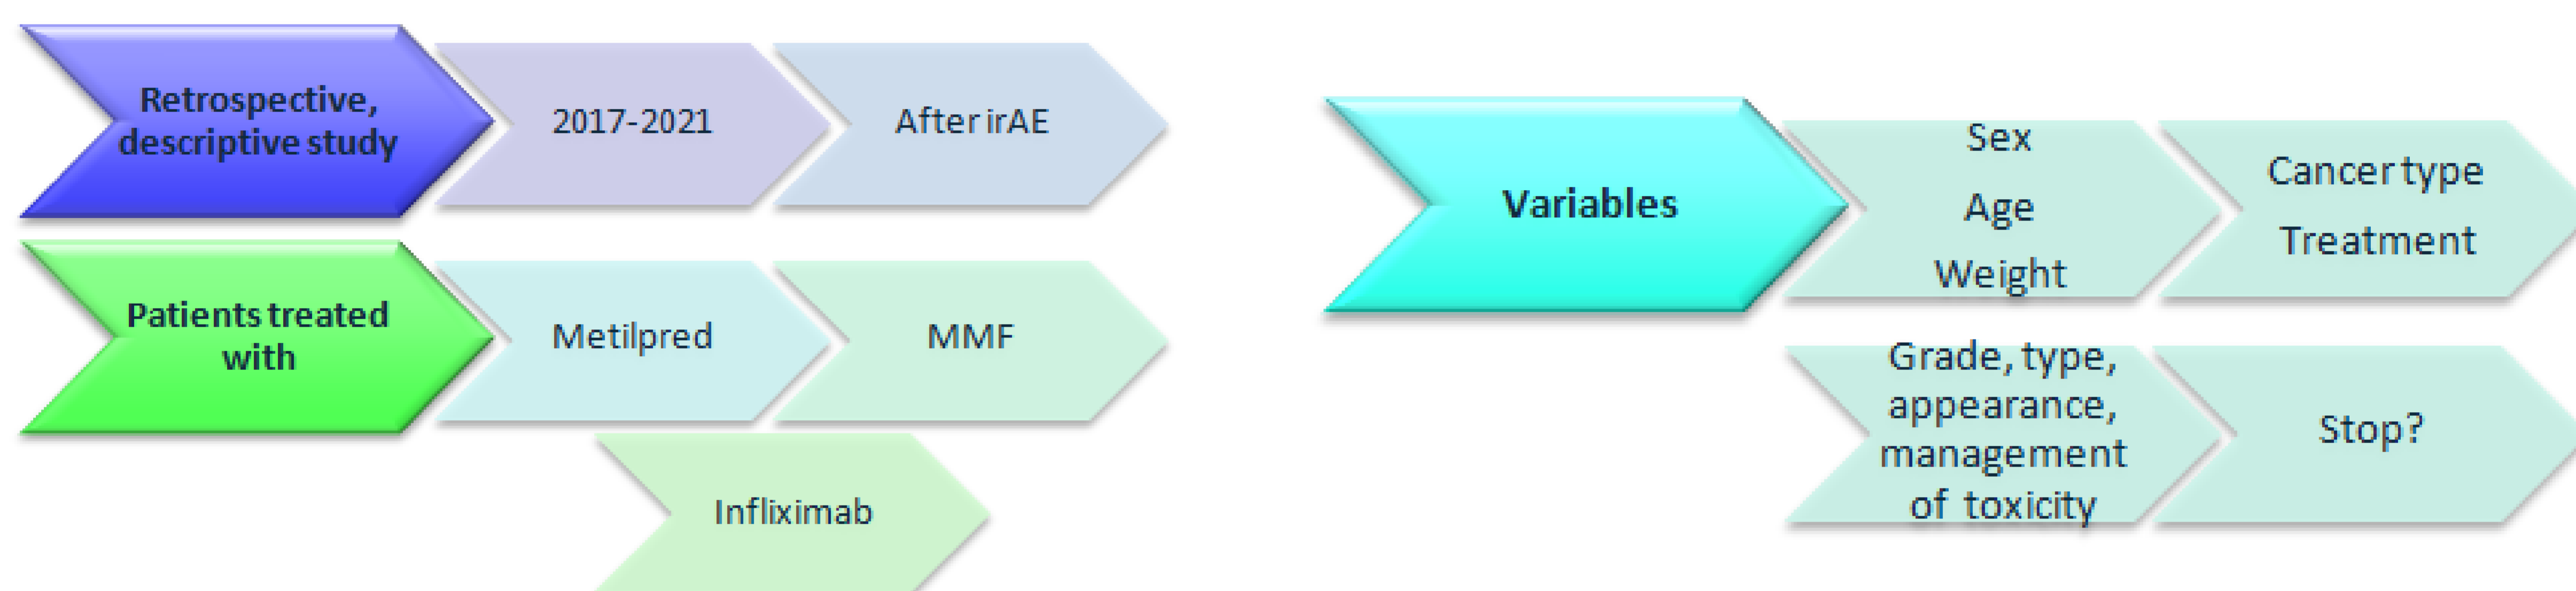 Retrospective,
descriptive study
2017-2021
After irAE
Patients treated
with
Metilpred
MMF
Infliximab
Variables
Sex
Age
Weight
Cancer type
Treatment
Grade, type,
appearance,
management
of toxicity
Stop?